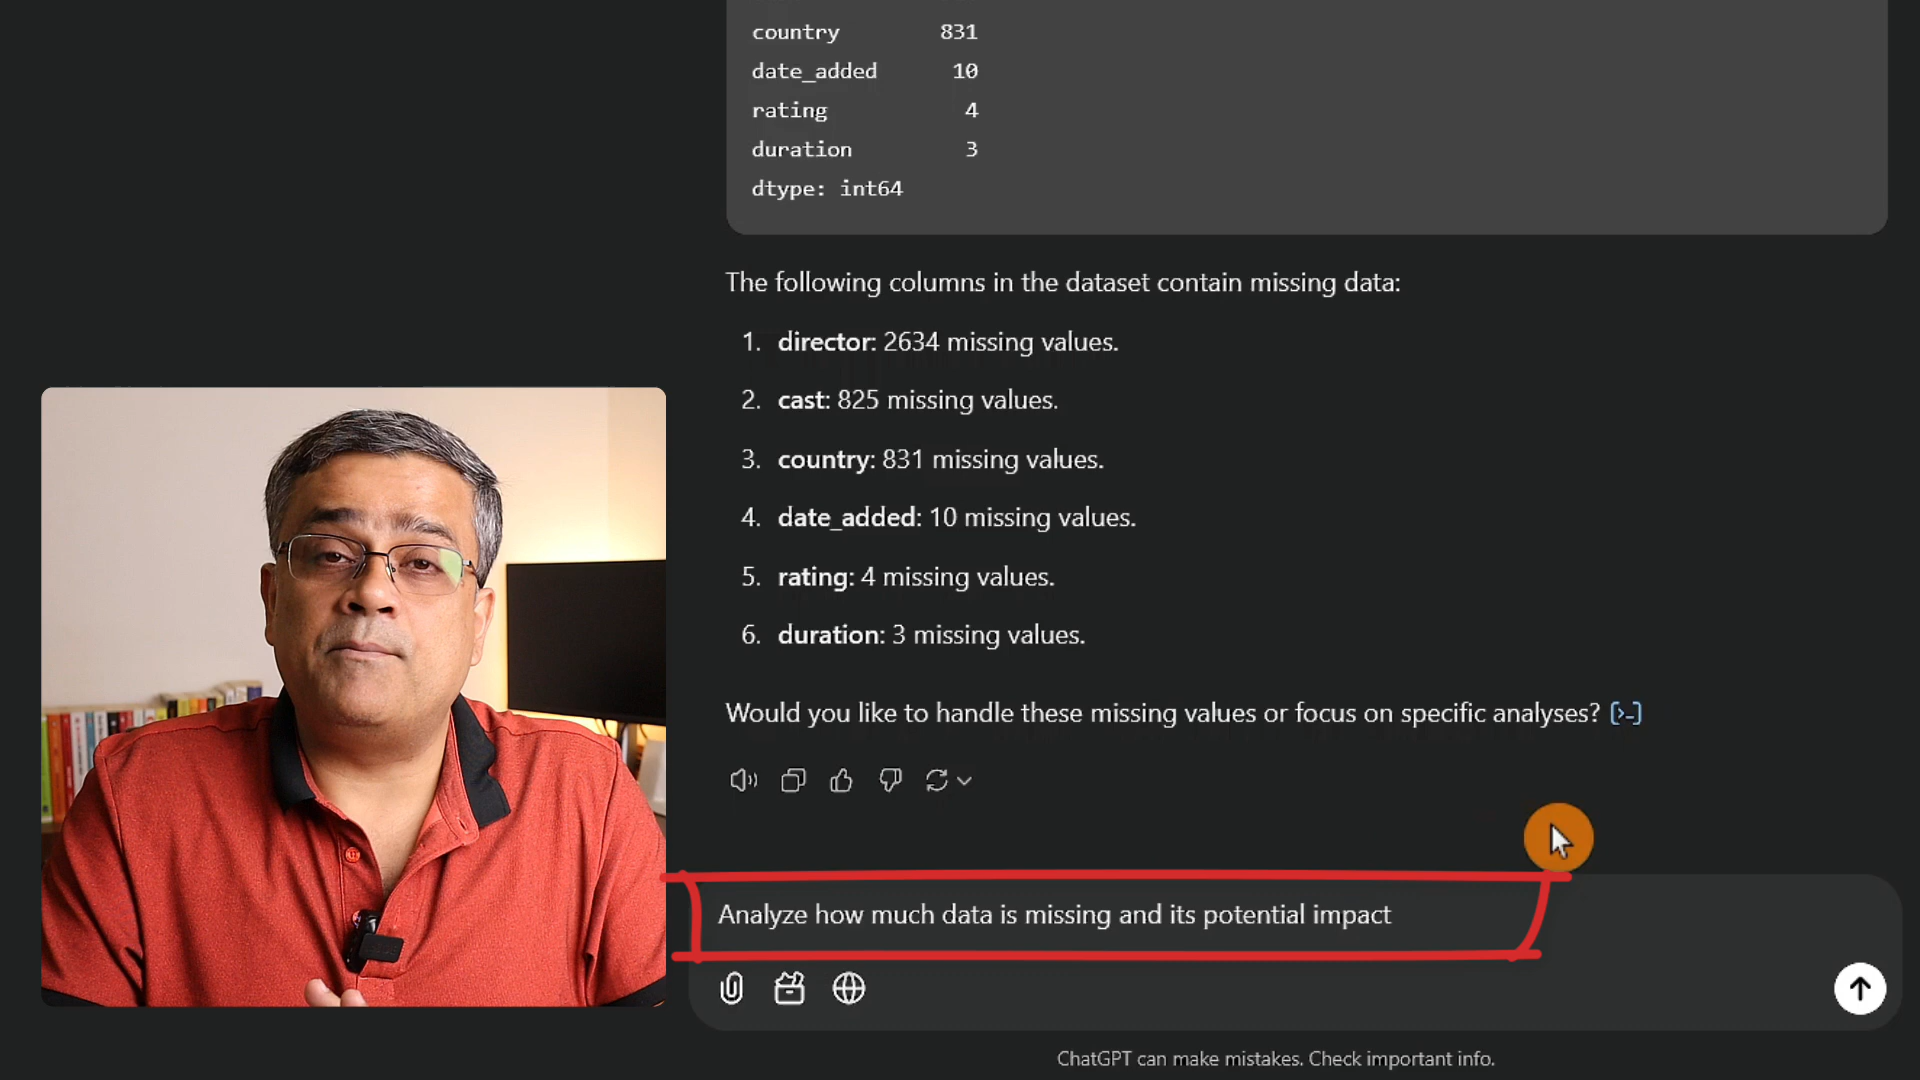 country 831
date_added 10
rating 4
duration 3
dtype: int64
The following columns in the dataset contain missing data:
1. director: 2634 missing values.
2. cast: 825 missing values.
3. country: 831 missing values.
4. date_added: 10 missing values.
5. rating: 4 missing values.
6. duration: 3 missing values.
Would you like to handle these missing values or focus on specific analyses? [>-]
Analyze how much data is missing and its potential impact
ChatGPT can make mistakes. Check important info.